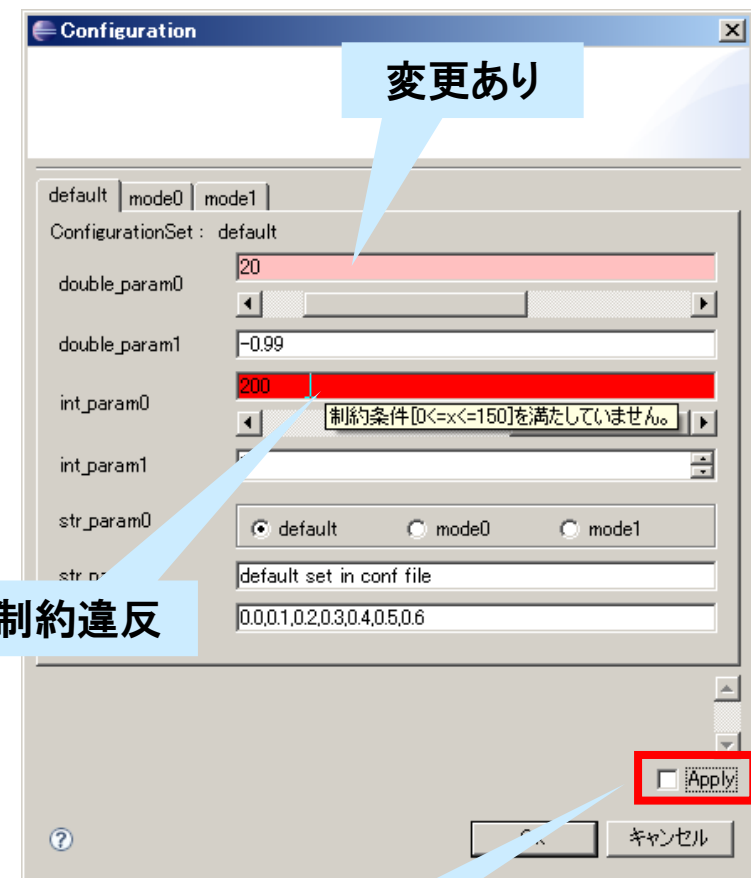 Configuration
変更あり
default mode0 mode1
ConfigurationSet : default
double_param0
20
double_param1
-0.99
int_param0
200
制約条件[0<=x<=150]を満たしていません。
int_param1
str_param0
default mode0 mode1
default set in conf file
制約違反
0.0,0.1,0.2,0.3,0.4,0.5,0.6
Apply
キャンセル